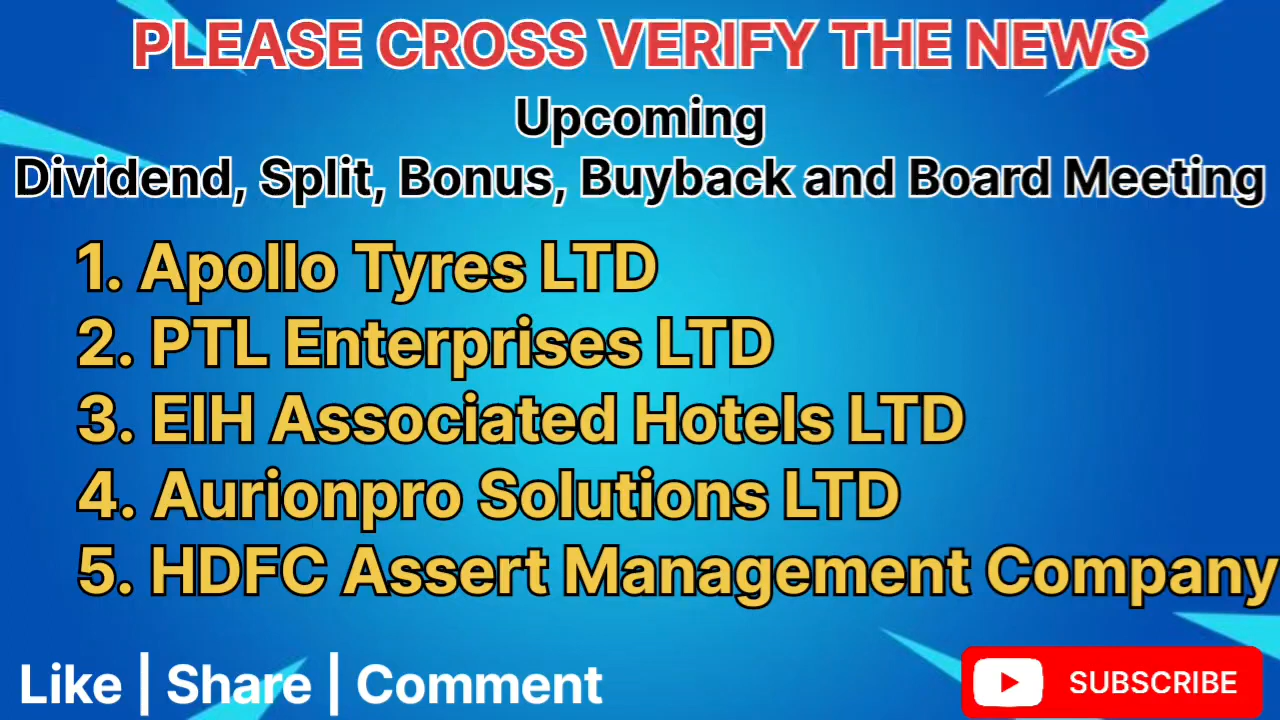 PLEASE CROSS VERIFY THE NEWS
Upcoming
Dividend, Split, Bonus, Buyback and Board Meeting
1. Apollo Tyres LTD
2. PTL Enterprises LTD
3. EIH Associated Hotels LTD
4. Aurionpro Solutions LTD
5. HDFC Assert Management Company
Like | Share | Comment
SUBSCRIBE